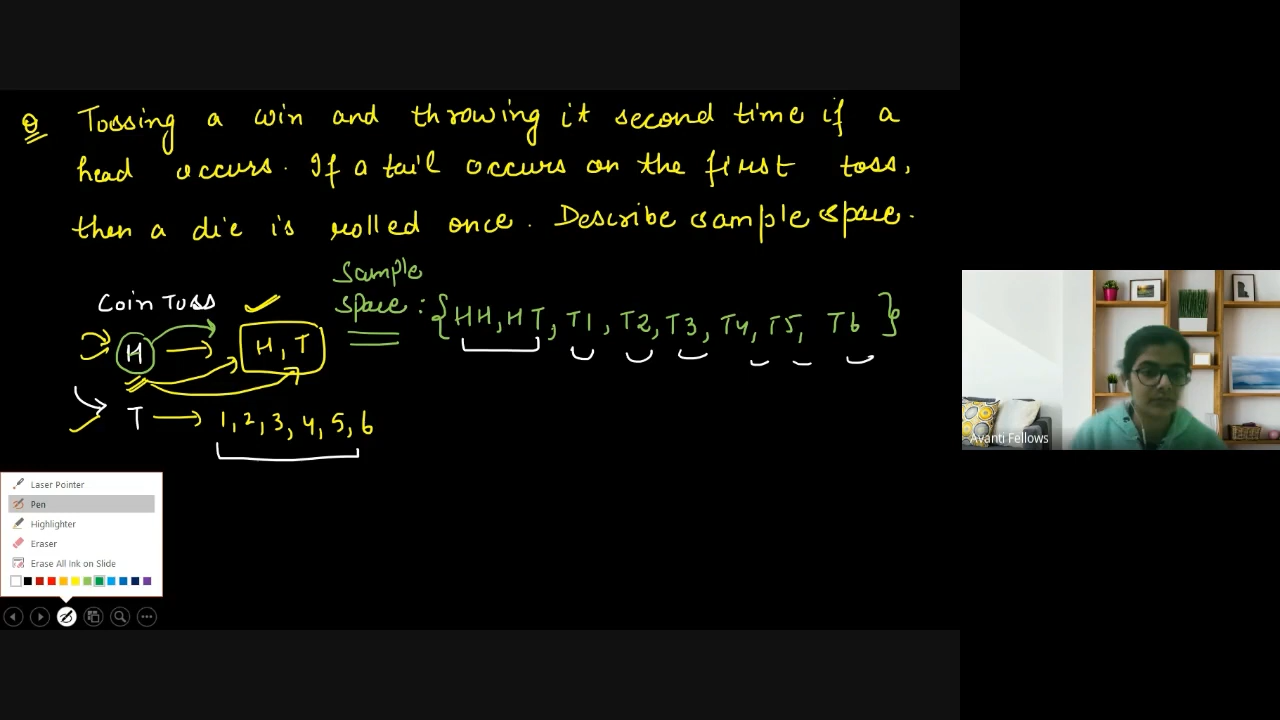 Q Tossing a coin and throwing it second time if a
head occurs. If a tail occurs on the first toss,
then a die is rolled once. Describe sample space.
Sample
space : {HH, HT, T1, T2, T3, T4, T5, T6}
Coin Toss
H → H, T
T → 1, 2, 3, 4, 5, 6
Avanti Fellows
Laser Pointer
Pen
Highlighter
Eraser
Erase All Ink on Slide